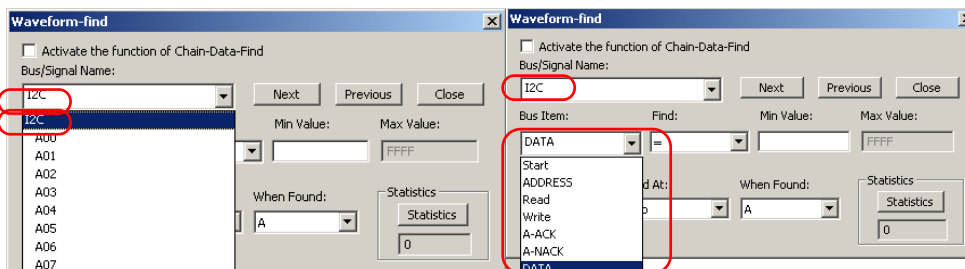 Waveform-find
Activate the function of Chain-Data-Find
Bus/Signal Name:
I2C
Next
Previous
Close
I2C
A00
A01
A02
A03
A04
A05
A06
A07
Min Value:
Max Value:
FFFF
When Found:
A
Statistics
Statistics
0
Waveform-find
Activate the function of Chain-Data-Find
Bus/Signal Name:
I2C
Next
Previous
Close
Bus Item:
Find:
Min Value:
Max Value:
DATA
=
FFFF
Start
ADDRESS
Read
Write
A-ACK
A-NACK
DATA
d At:
When Found:
A
Statistics
Statistics
0